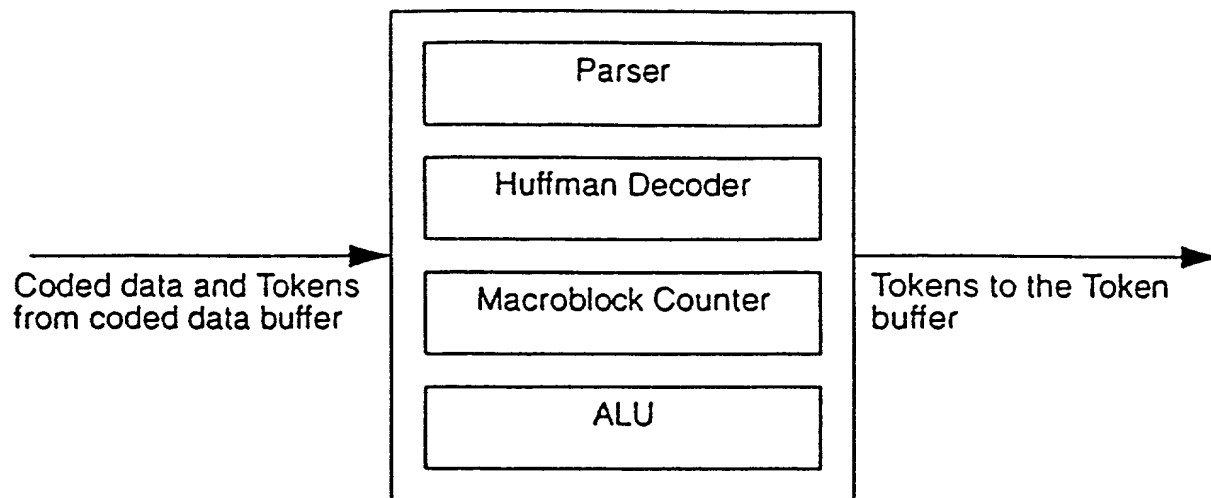 Parser
Huffman Decoder
Coded data and Tokens
from coded data buffer
Macroblock Counter
Tokens to the Token
buffer
ALU